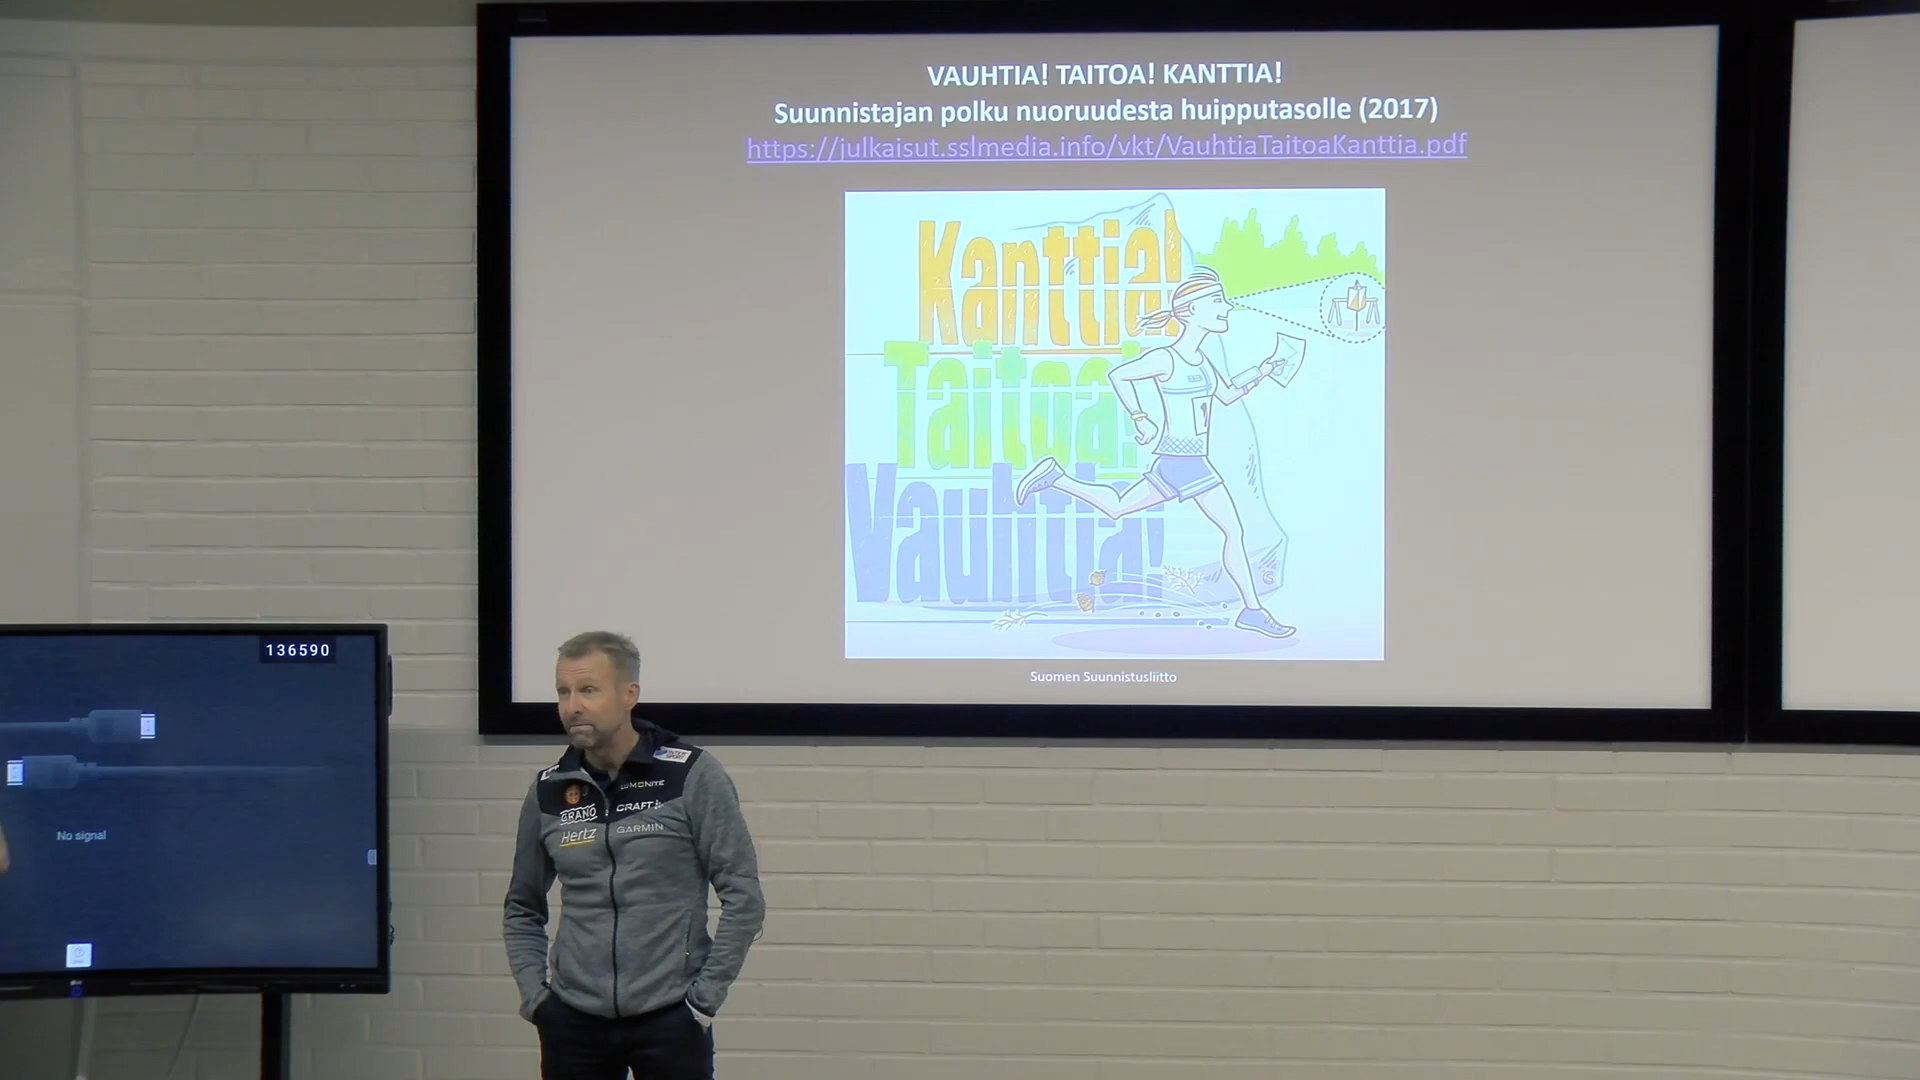 VAUHTIA! TAITOA! KANTTIA!
Suunnistajan polku nuoruudesta huipputasolle (2017)
https://julkaisut.sslmedia.info/vkt/VauhtiaTaitoaKanttia.pdf
Kanttia!
Taitoa!
Vauhtia!
1
Suomen Suunnistusliitto
136590
No signal
LUMONITE
GRANO
CRAFT
Hertz
GARMIN